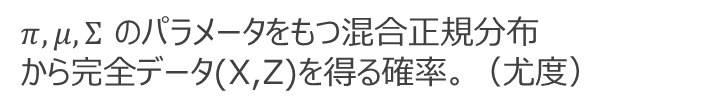 π, μ, Σ のパラメータをもつ混合正規分布
から完全データ(X,Z)を得る確率。（尤度）